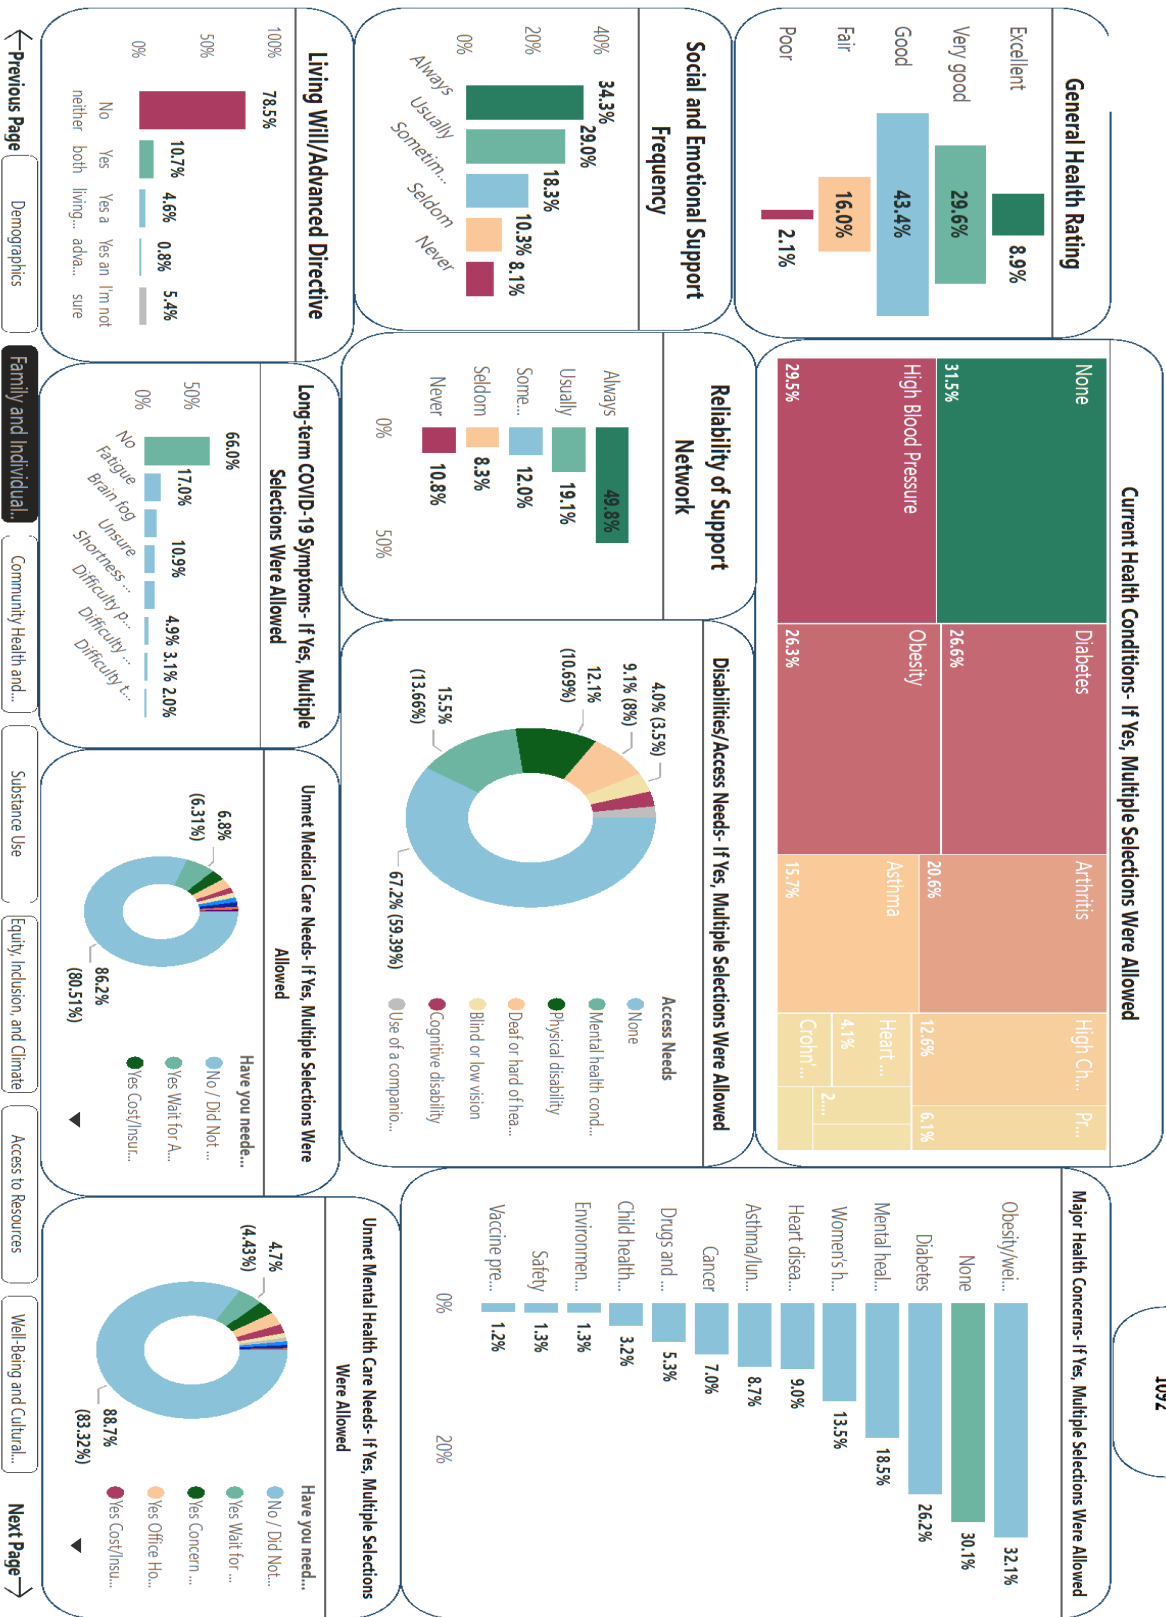 1092
General Health Rating
Excellent
8.9%
Very good
29.6%
Good
43.4%
Fair
16.0%
Poor
2.1%
Current Health Conditions- If Yes, Multiple Selections Were Allowed
None
31.5%
High Blood Pressure
29.5%
Diabetes
26.6%
Obesity
26.3%
Arthritis
20.6%
Asthma
15.7%
High Ch...
12.6%
Pr...
6.1%
Heart ...
4.1%
Crohn'...
2....
Major Health Concerns- If Yes, Multiple Selections Were Allowed
Obesity/wei...
32.1%
None
30.1%
Diabetes
26.2%
Mental heal...
18.5%
Women's h...
13.5%
Heart disea...
9.0%
Asthma/lun...
8.7%
Cancer
7.0%
Drugs and ...
5.3%
Child health...
3.2%
Environmen...
1.3%
Safety
1.3%
Vaccine pre...
1.2%
0%
20%
Social and Emotional Support
Frequency
40%
20%
0%
34.3%
29.0%
18.3%
10.3%
8.1%
Always
Usually
Sometim...
Seldom
Never
Reliability of Support
Network
Always
49.8%
Usually
19.1%
Some...
12.0%
Seldom
8.3%
Never
10.8%
0%
50%
Disabilities/Access Needs- If Yes, Multiple Selections Were Allowed
4.0% (3.5%)
9.1% (8%)
12.1%
(10.69%)
15.5%
(13.66%)
67.2% (59.39%)
Access Needs
None
Mental health cond...
Physical disability
Deaf or hard of hea...
Blind or low vision
Cognitive disability
Use of a companio...
Living Will/Advanced Directive
100%
50%
0%
78.5%
10.7%
4.6%
0.8%
5.4%
No
neither
Yes
both
Yes a
living...
Yes an
adva...
I'm not
sure
Long-term COVID-19 Symptoms- If Yes, Multiple
Selections Were Allowed
50%
0%
66.0%
17.0%
10.9%
4.9%
3.1%
2.0%
No
Fatigue
Brain fog
Unsure
Shortness ...
Difficulty p...
Difficulty ...
Difficulty t...
Unmet Medical Care Needs- If Yes, Multiple Selections Were
Allowed
6.8%
(6.31%)
86.2%
(80.51%)
Have you neede...
No / Did Not ...
Yes Wait for A...
Yes Cost/Insur...
Unmet Mental Health Care Needs- If Yes, Multiple Selections
Were Allowed
4.7%
(4.43%)
88.7%
(83.32%)
Have you need...
No / Did Not...
Yes Wait for ...
Yes Concern ...
Yes Office Ho...
Yes Cost/Insu...
Previous Page
Demographics
Family and Individual..
Community Health and...
Substance Use
Equity, Inclusion, and Climate
Access to Resources
Well-Being and Cultural...
Next Page